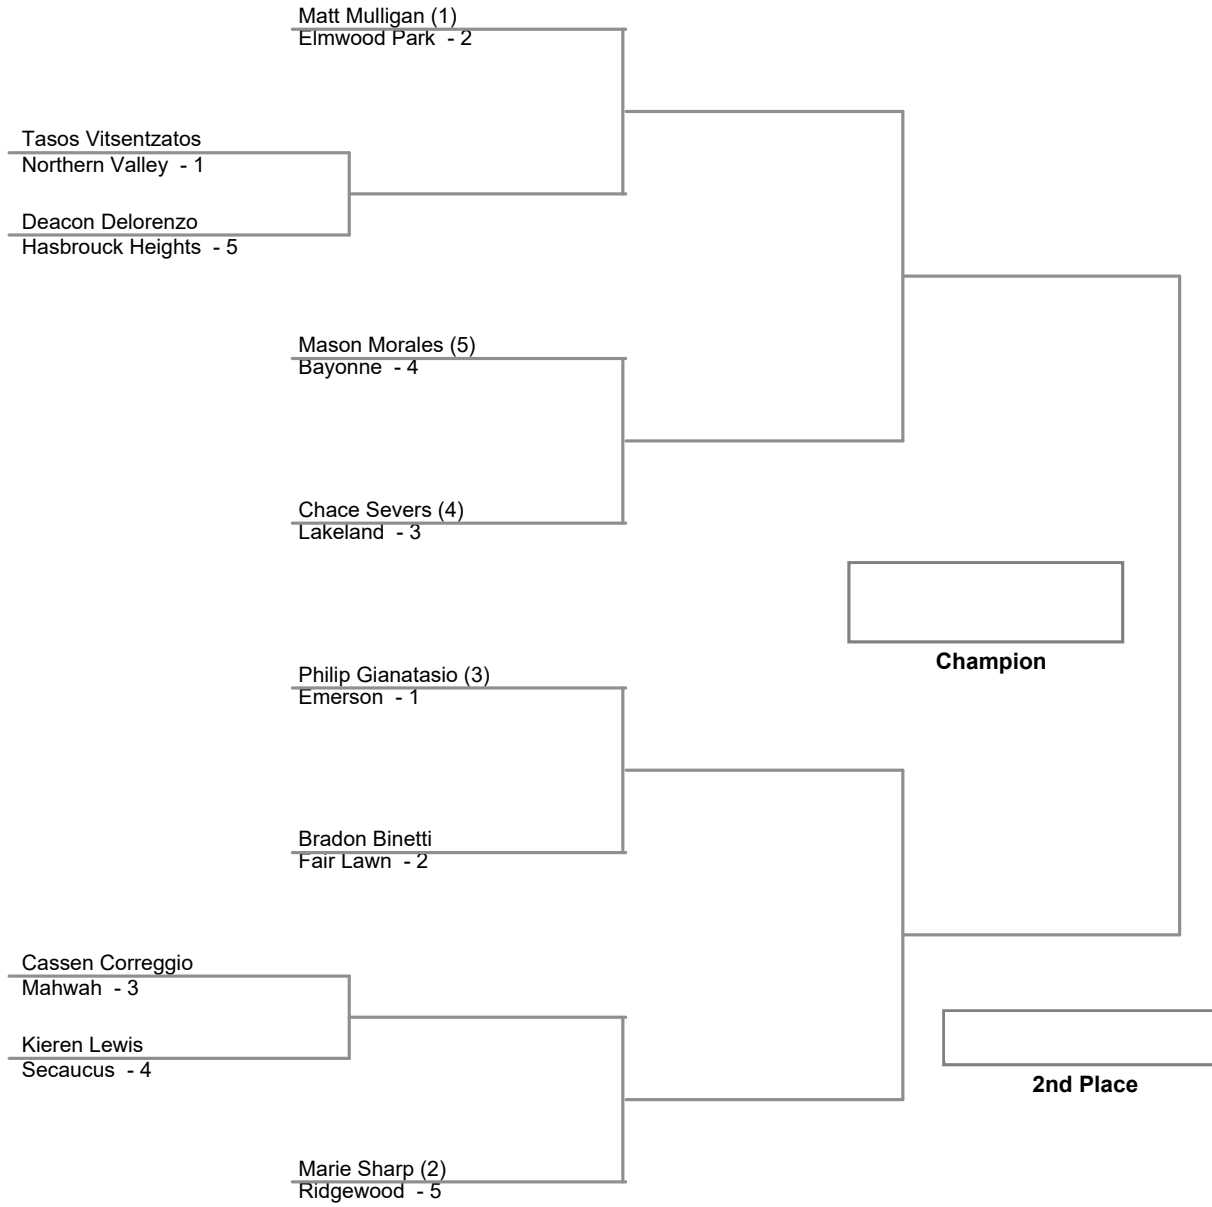 Matt Mulligan (1)
Elmwood Park - 2
Tasos Vitsentzatos
Northern Valley - 1
Deacon Delorenzo
Hasbrouck Heights - 5
Mason Morales (5)
Bayonne - 4
Chace Severs (4)
Lakeland - 3
Champion
Philip Gianatasio (3)
Emerson - 1
Bradon Binetti
Fair Lawn - 2
Cassen Correggio
Mahwah - 3
Kieren Lewis
Secaucus - 4
2nd Place
Marie Sharp (2)
Ridgewood - 5